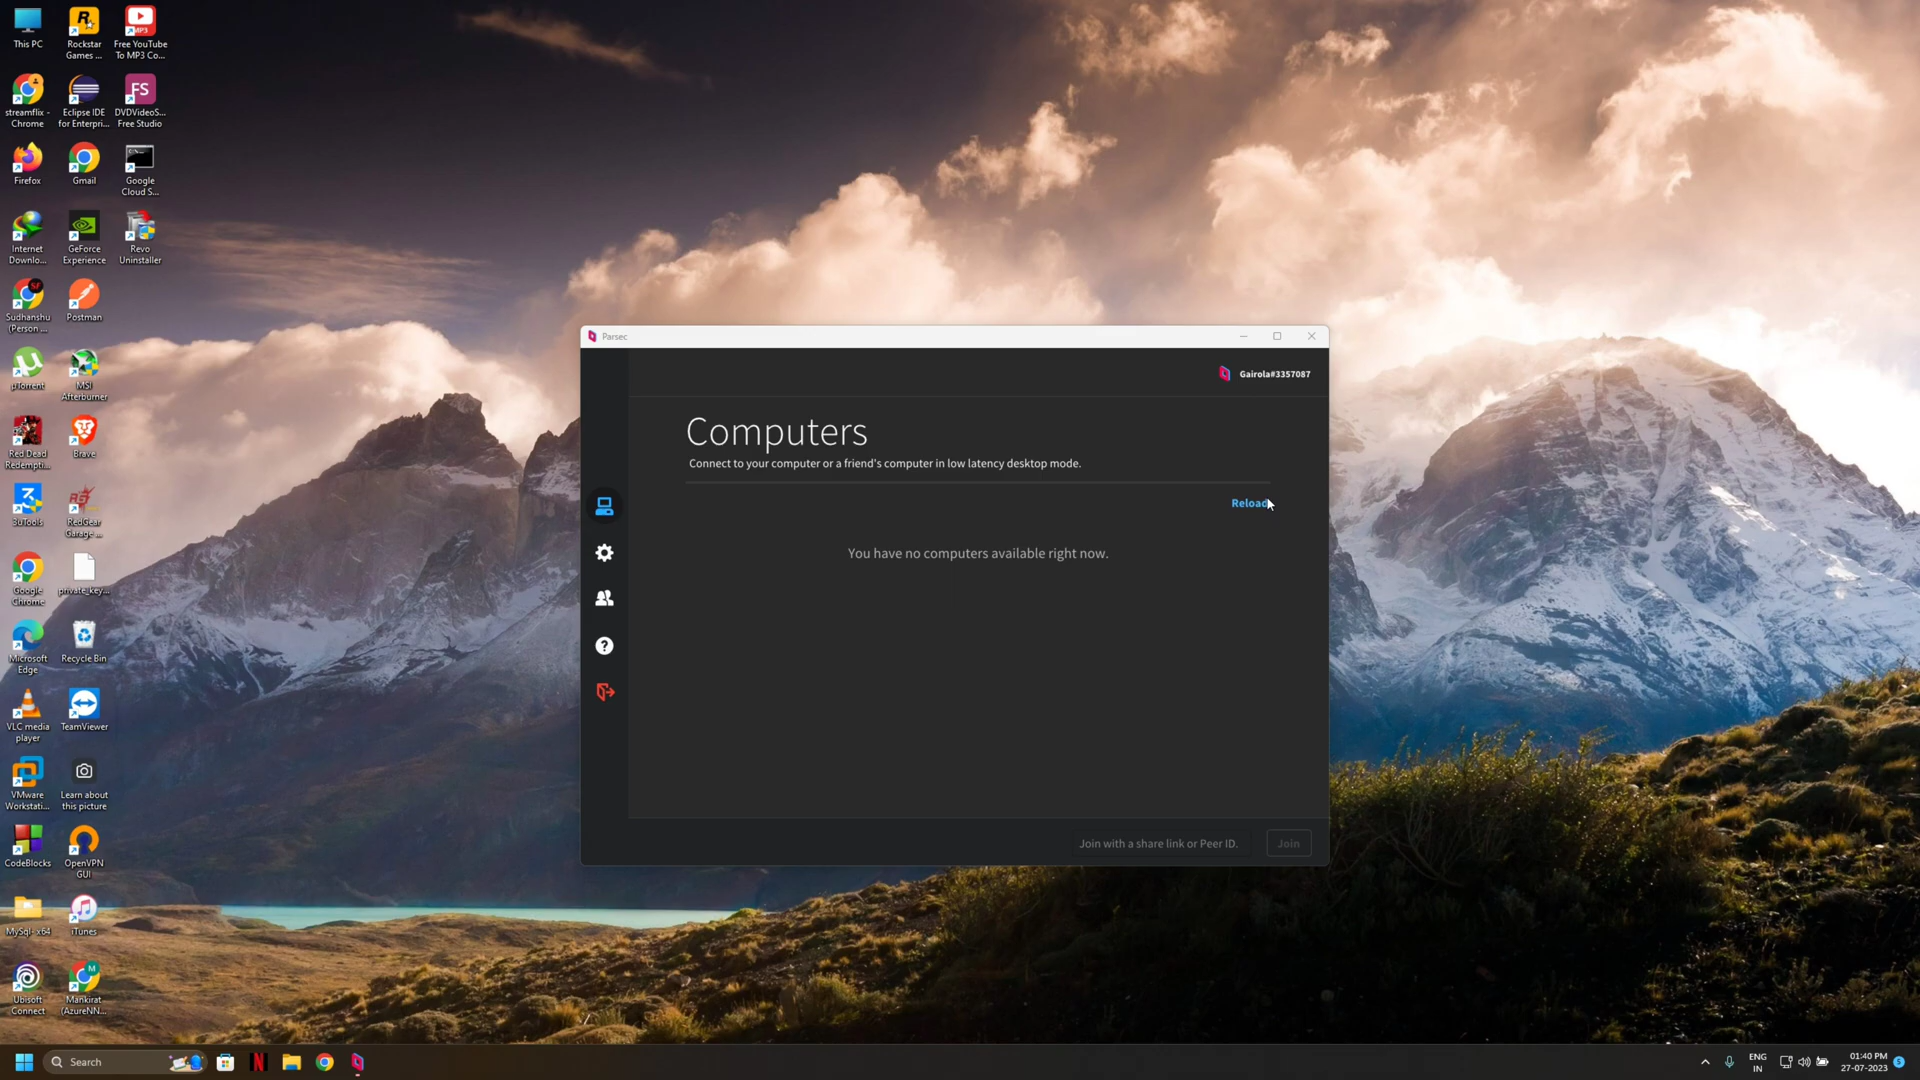 This PC
Rockstar
Games ...
Free YouTube
To MP3 Co...
streamflix -
Chrome
Eclipse IDE
for Enterpri...
DVDVideoS...
Free Studio
Firefox
Gmail
Google
Cloud S...
Internet
Downlo...
GeForce
Experience
Revo
Uninstaller
Sudhanshu
(Person ...
Postman
µTorrent
MSI
Afterburner
Red Dead
Redempti...
Brave
3uTools
RedGear
Garage ...
Google
Chrome
private_key...
Microsoft
Edge
Recycle Bin
VLC media
player
TeamViewer
VMware
Workstati...
Learn about
this picture
CodeBlocks
OpenVPN
GUI
MySql- x64
iTunes
Ubisoft
Connect
Mankirat
(AzureNN...
Parsec
Gairola#3357087
Computers
Connect to your computer or a friend's computer in low latency desktop mode.
Reload
You have no computers available right now.
Join with a share link or Peer ID.
Join
Search
ENG
IN
01:40 PM
27-07-2023
5